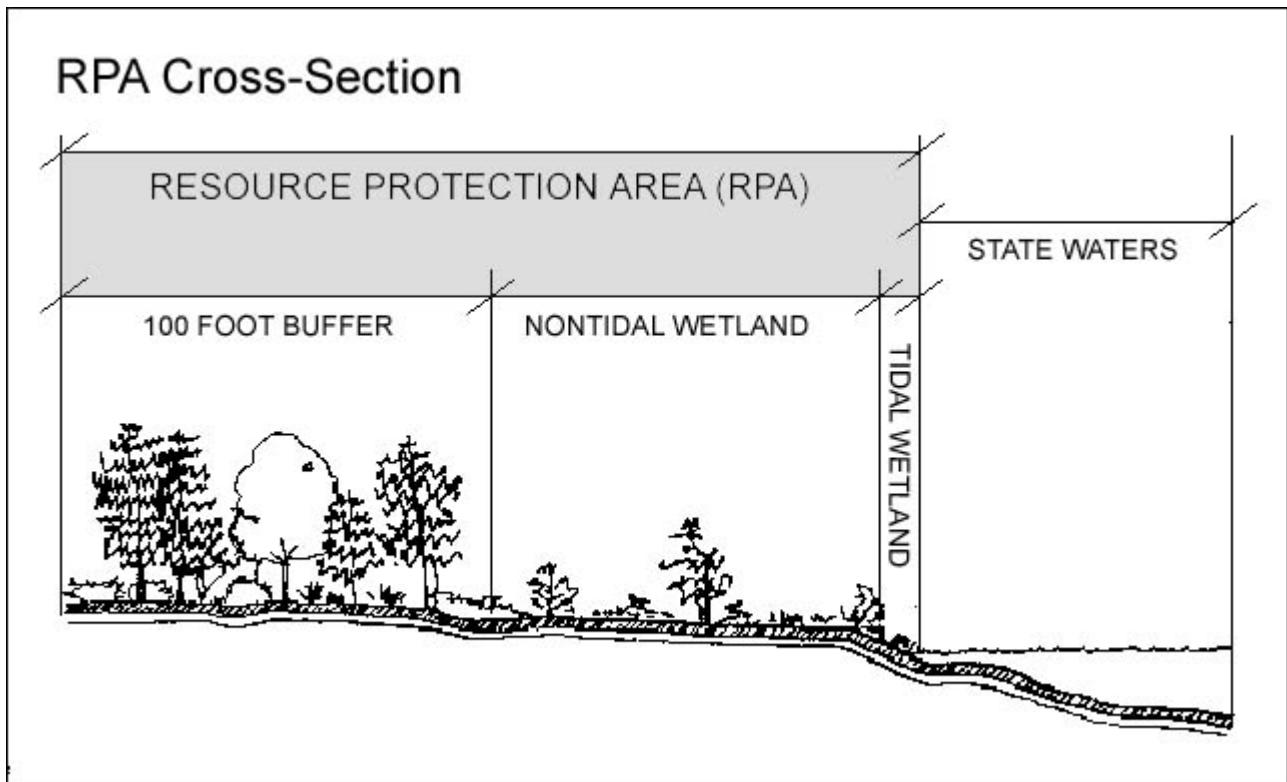 RPA Cross-Section
RESOURCE PROTECTION AREA (RPA)
STATE WATERS
100 FOOT BUFFER
NONTIDAL WETLAND
TIDAL WETLAND